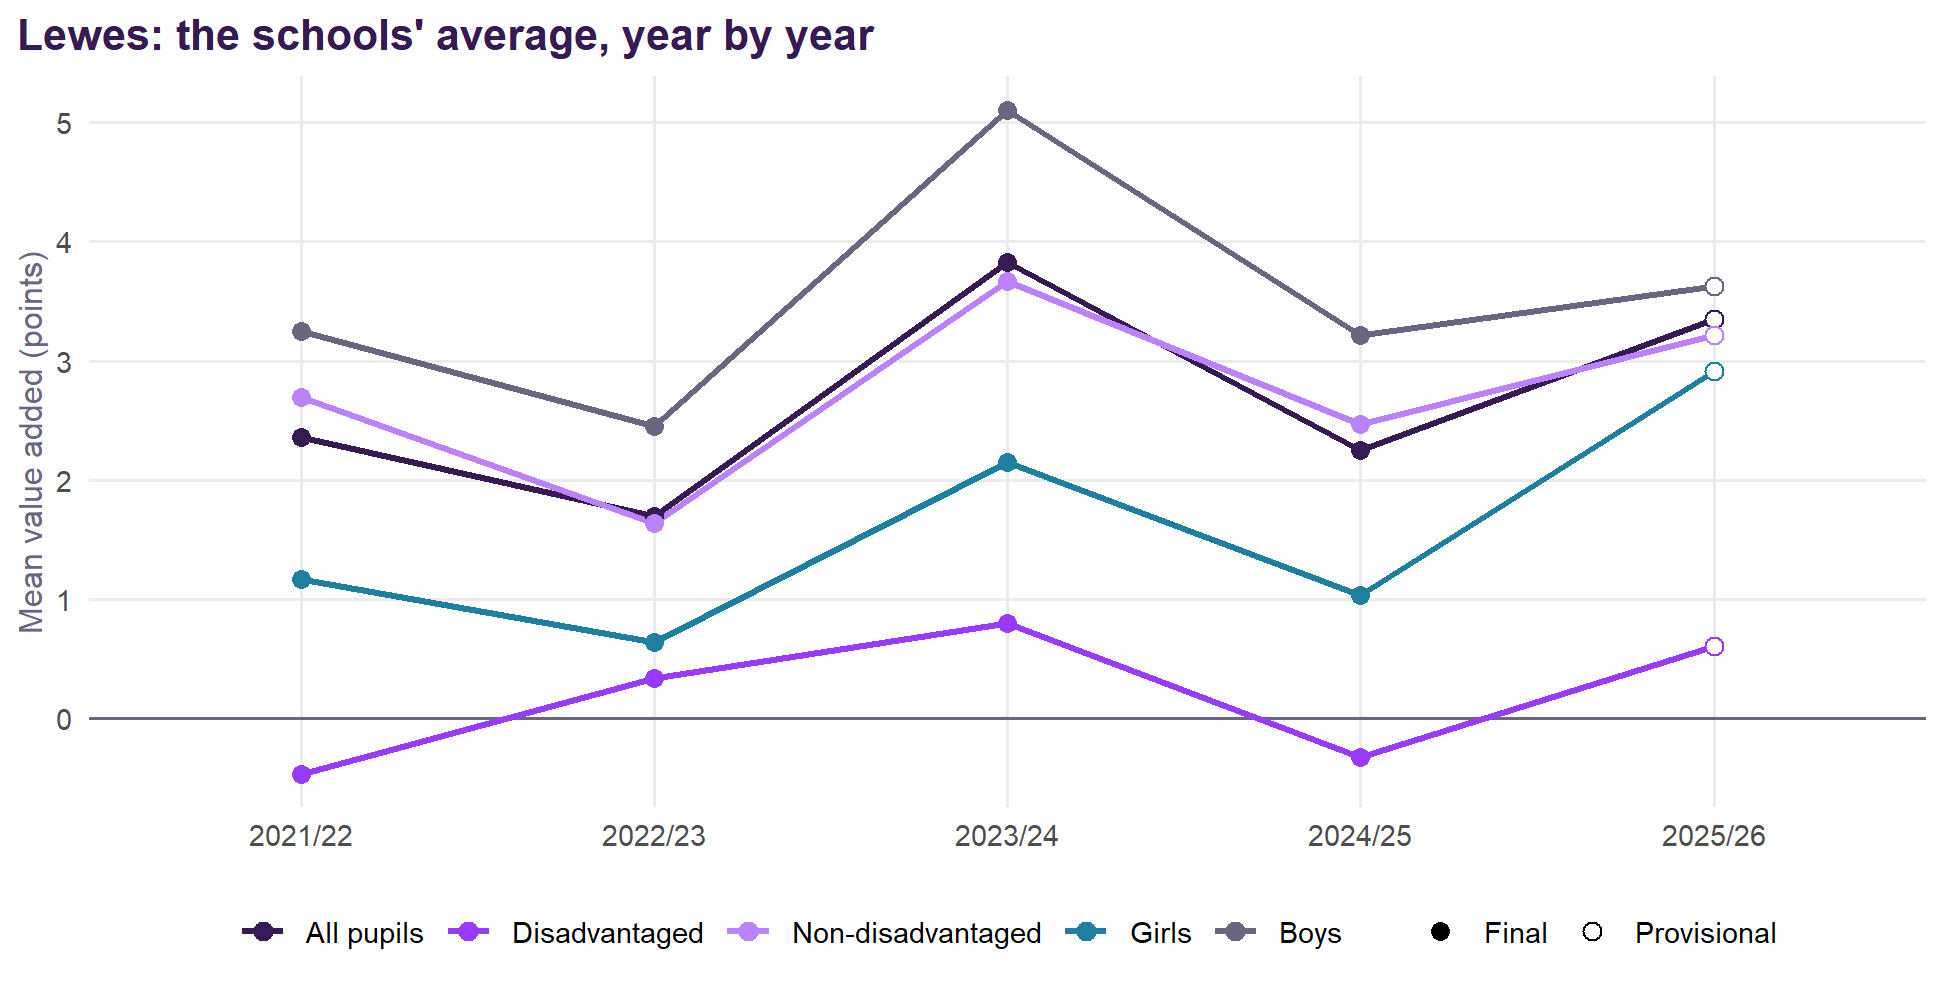 Lewes: the schools' average, year by year
Mean value added (points)
5
4
3
2
1
0
2021/22 2022/23 2023/24 2024/25 2025/26
All pupils Disadvantaged Non-disadvantaged Girls Boys Final Provisional